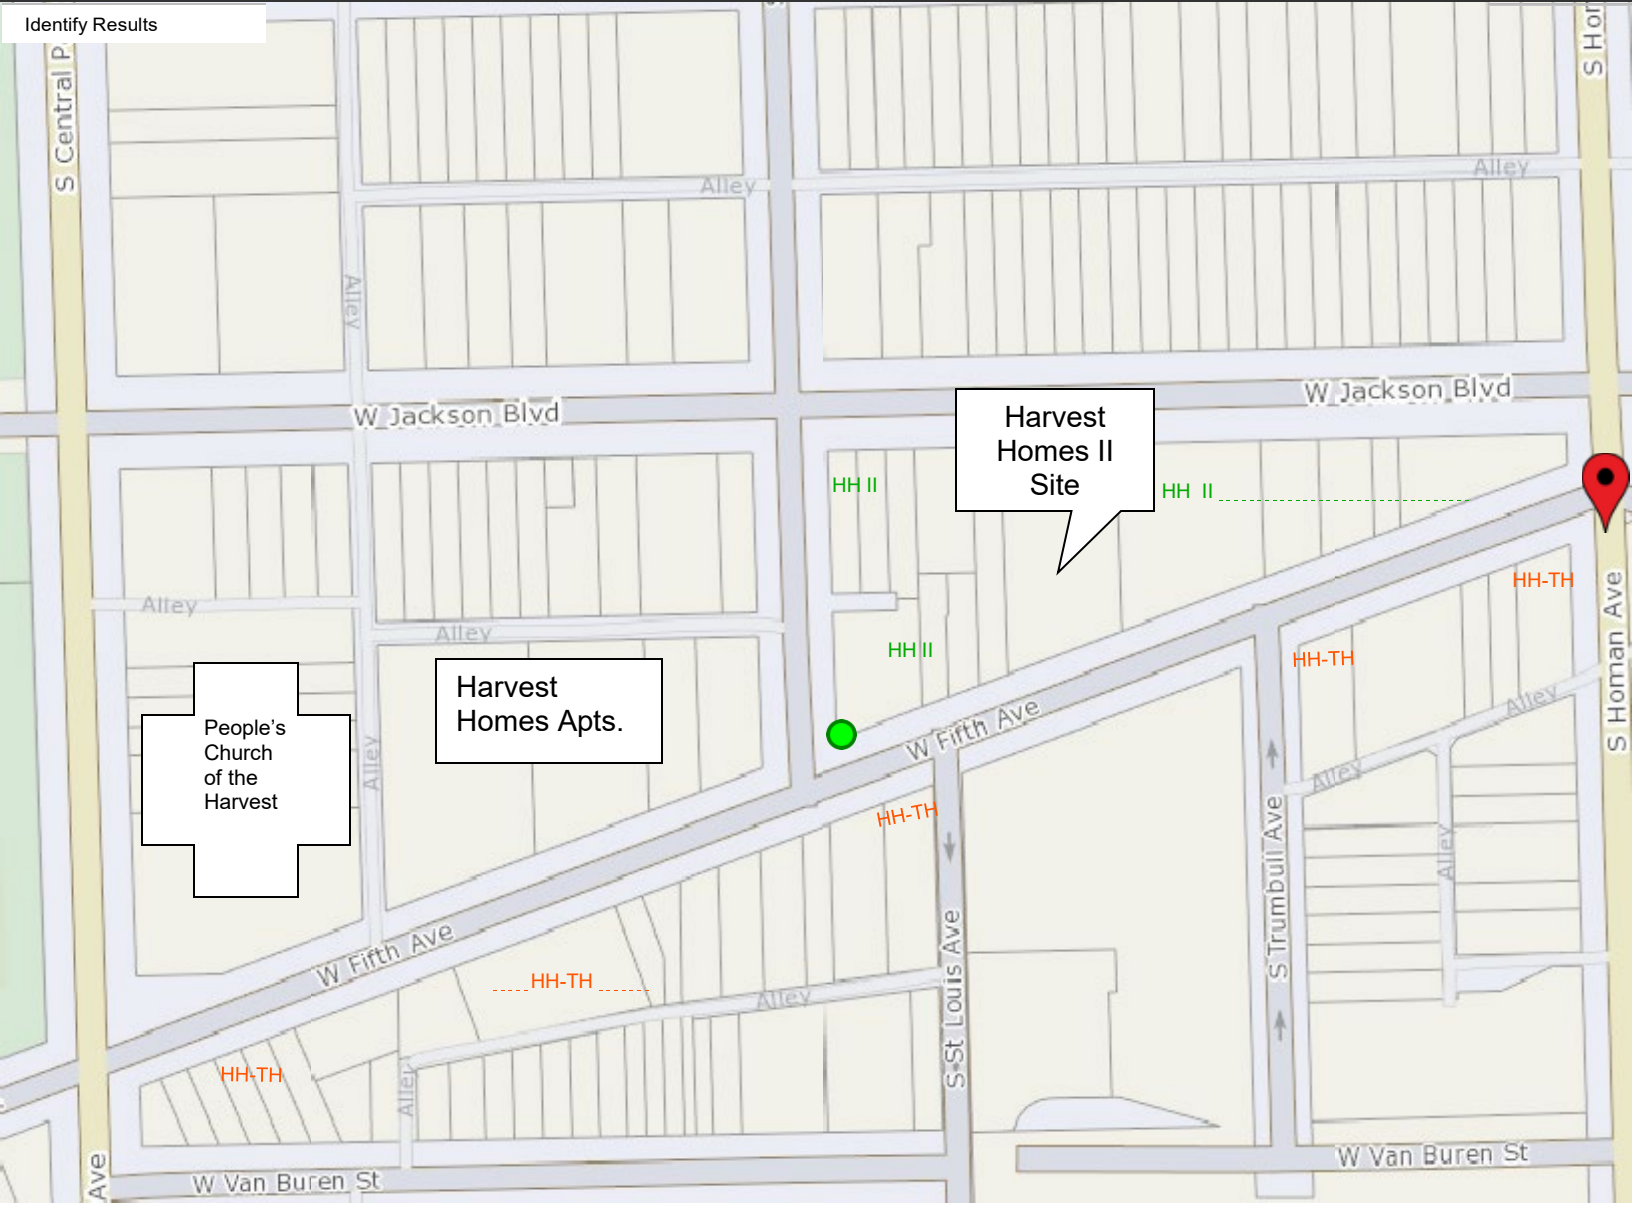 Identify Results
S Central P
S Hor
Alley
Alley
Alley
W Jackson Blvd
W Jackson Blvd
Harvest
Homes II
Site
HH II
HH II
HH-TH
Alley
Alley
HH II
HH-TH
S Homan Ave
Harvest
Homes Apts.
People's
Church
of the
Harvest
Alley
Alley
W Fifth Ave
Alley
HH-TH
S Trumbull Ave
Alley
W Fifth Ave
HH-TH
Alley
S St Louis Ave
HH-TH
Alley
W Van Buren St
W Van Buren St
Ave